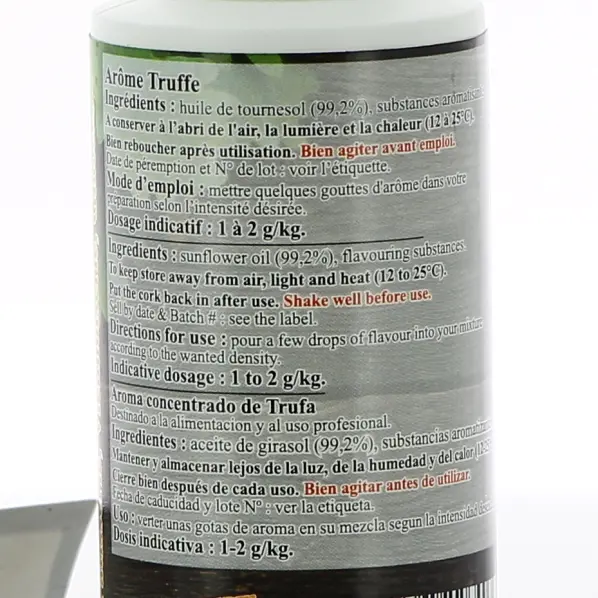 Arôme Truffe
Ingrédients : huile de tournesol (99,2%), substances
A conserver à l'abri de l'air, la lumière et la chaleur (12 à 25°C).
Bien reboucher après utilisation. Bien agiter avant emploi.
Date de péremption et N° de lot : voir l'étiquette.
Mode d'emploi : mettre quelques gouttes d'arôme dans votre
préparation selon l'intensité désirée.
Dosage indicatif : 1 à 2 g/kg.
Ingredients : sunflower oil (99,2%), flavouring substances.
To keep store away from air, light and heat (12 to 25°C).
Put the cork back in after use. Shake well before use.
Sell by date & Batch # : see the label.
Directions for use : pour a few drops of flavour into your mixture
according to the wanted density.
Indicative dosage : 1 to 2 g/kg.
Aroma concentrado de Trufa
Destinado a la alimentacion y al uso profesional.
Ingredientes : aceite de girasol (99,2%), substancias
Mantener y almacenar lejos de la luz, de la humedad y del calor
Cierre bien después de cada uso. Bien agitar antes de utilizar.
Fecha de caducidad y lote N° : ver la etiqueta.
Uso : verter unas gotas de aroma en su mezcla segun la intensidad
Dosis indicativa : 1-2 g/kg.